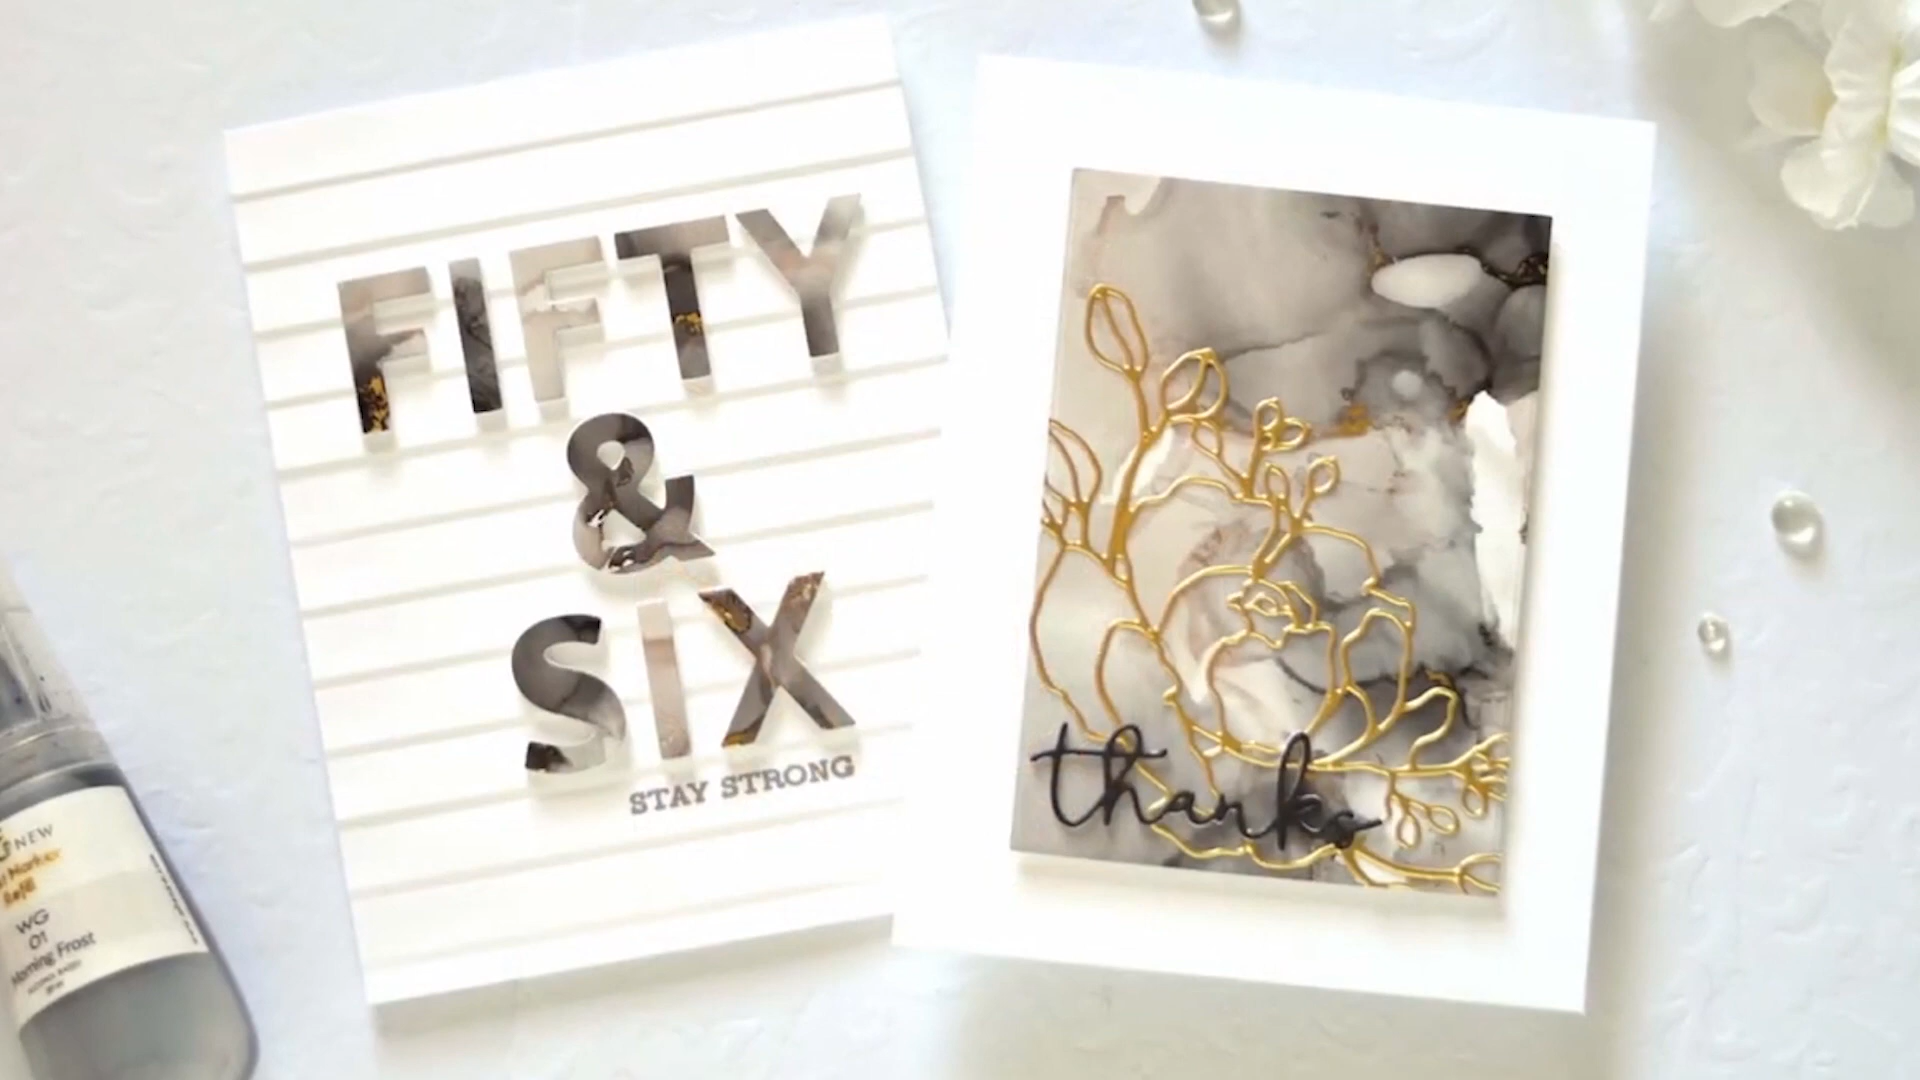 FIFTY
&
SIX
STAY STRONG
thanks
NEW
Refill
WG
01
Morning Frost